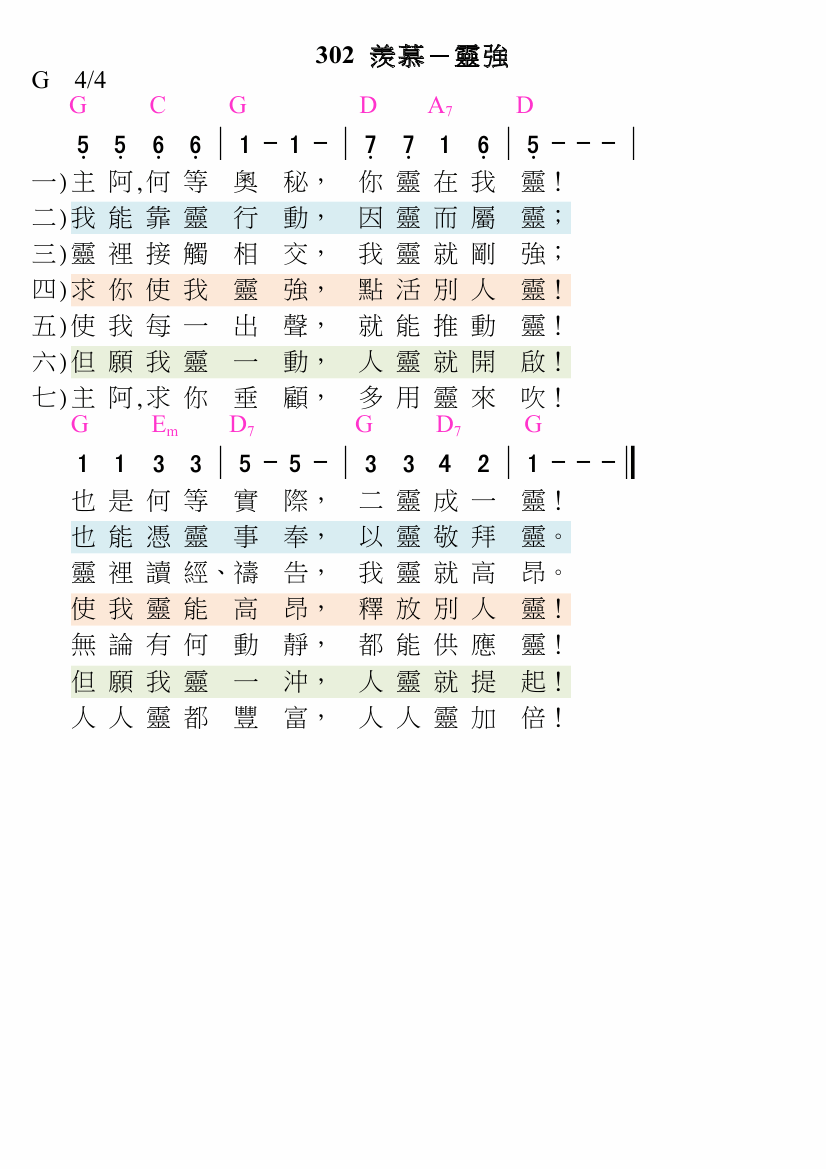 302 羨慕－靈強
G 4/4
G C G D A7 D
5 5 6 6 | 1 - 1 - | 7 7 1 6 | 5 - - - |
一)主阿,何等奧秘，你靈在我靈！
二)我能靠靈行動，因靈而屬靈；
三)靈裡接觸相交，我靈就剛強；
四)求你使我靈強，點活別人靈！
五)使我每一出聲，就能推動靈！
六)但願我靈一動，人靈就開啟！
七)主阿,求你垂顧，多用靈來吹！
G Em D7 G D7 G
1 1 3 3 | 5 - 5 - | 3 3 4 2 | 1 - - - ||
也是何等實際，二靈成一靈！
也能憑靈事奉，以靈敬拜靈。
靈裡讀經、禱告，我靈就高昂。
使我靈能高昂，釋放別人靈！
無論有何動靜，都能供應靈！
但願我靈一沖，人靈就提起！
人人靈都豐富，人人靈加倍！